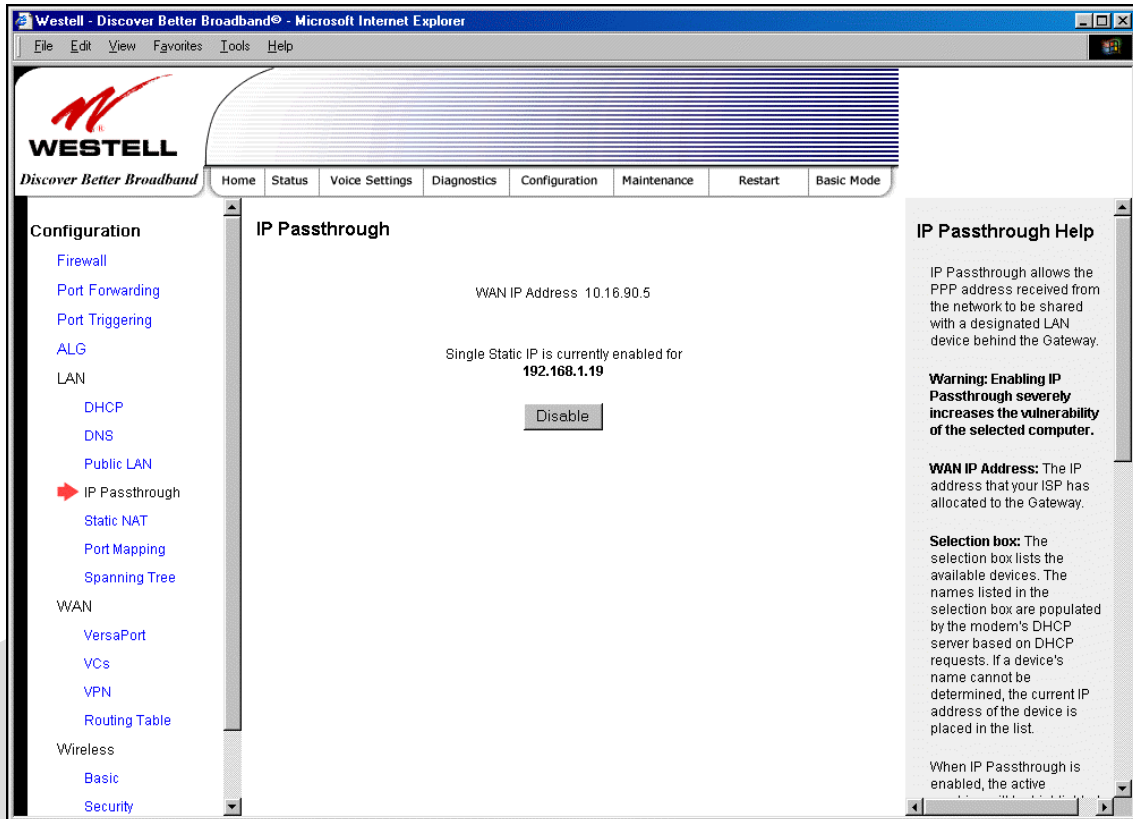 Westell - Discover Better Broadband® - Microsoft Internet Explorer
File Edit View Favorites Tools Help
WESTELL
Discover Better Broadband
Home Status Voice Settings Diagnostics Configuration Maintenance Restart Basic Mode
Configuration
Firewall
Port Forwarding
Port Triggering
ALG
LAN
DHCP
DNS
Public LAN
IP Passthrough
Static NAT
Port Mapping
Spanning Tree
WAN
VersaPort
VCs
VPN
Routing Table
Wireless
Basic
Security
IP Passthrough
WAN IP Address 10.16.90.5
Single Static IP is currently enabled for
192.168.1.19
Disable
IP Passthrough Help
IP Passthrough allows the
PPP address received from
the network to be shared
with a designated LAN
device behind the Gateway.
Warning: Enabling IP
Passthrough severely
increases the vulnerability
of the selected computer.
WAN IP Address: The IP
address that your ISP has
allocated to the Gateway.
Selection box: The
selection box lists the
available devices. The
names listed in the
selection box are populated
by the modem's DHCP
server based on DHCP
requests. If a device's
name cannot be
determined, the current IP
address of the device is
placed in the list.
When IP Passthrough is
enabled, the active